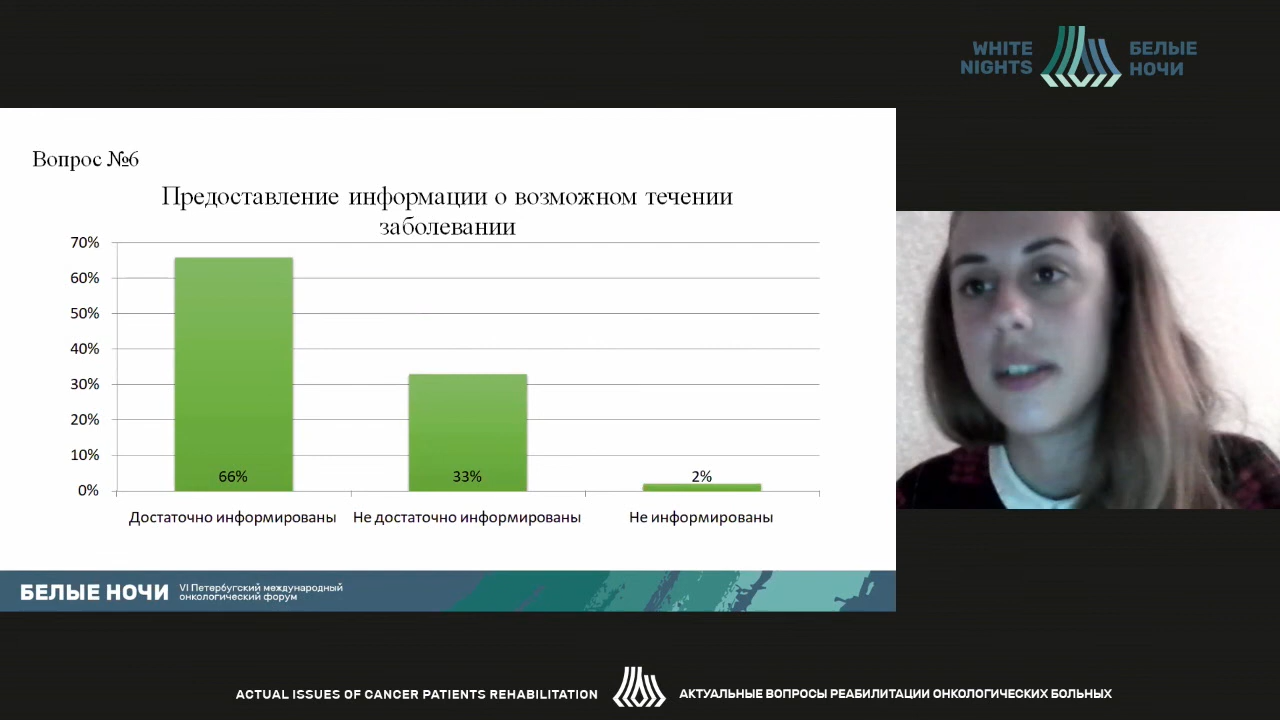 WHITE
NIGHTS
БЕЛЫЕ
НОЧИ
Вопрос №6
Предоставление информации о возможном течении
заболевании
70%
60%
50%
40%
30%
20%
10%
0%
66%
33%
2%
Достаточно информированы
Не достаточно информированы
Не информированы
БЕЛЫЕ НОЧИ
VI Петербугский международный
онкологический форум
ACTUAL ISSUES OF CANCER PATIENTS REHABILITATION
АКТУАЛЬНЫЕ ВОПРОСЫ РЕАБИЛИТАЦИИ ОНКОЛОГИЧЕСКИХ БОЛЬНЫХ